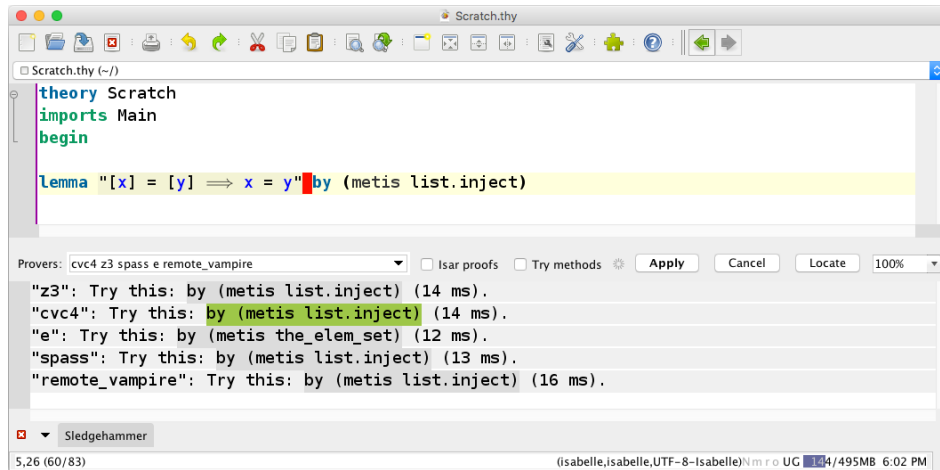 Scratch.thy
Scratch.thy (~/)
theory Scratch
imports Main
begin
lemma "[x] = [y] ⟹ x = y" by (metis list.inject)
Provers: cvc4 z3 spass e remote_vampire Isar proofs Try methods Apply Cancel Locate 100%
"z3": Try this: by (metis list.inject) (14 ms).
"cvc4": Try this: by (metis list.inject) (14 ms).
"e": Try this: by (metis the_elem_set) (12 ms).
"spass": Try this: by (metis list.inject) (13 ms).
"remote_vampire": Try this: by (metis list.inject) (16 ms).
Sledgehammer
5,26 (60/83) (isabelle,isabelle,UTF-8-Isabelle)N m r o UG 144/495MB 6:02 PM